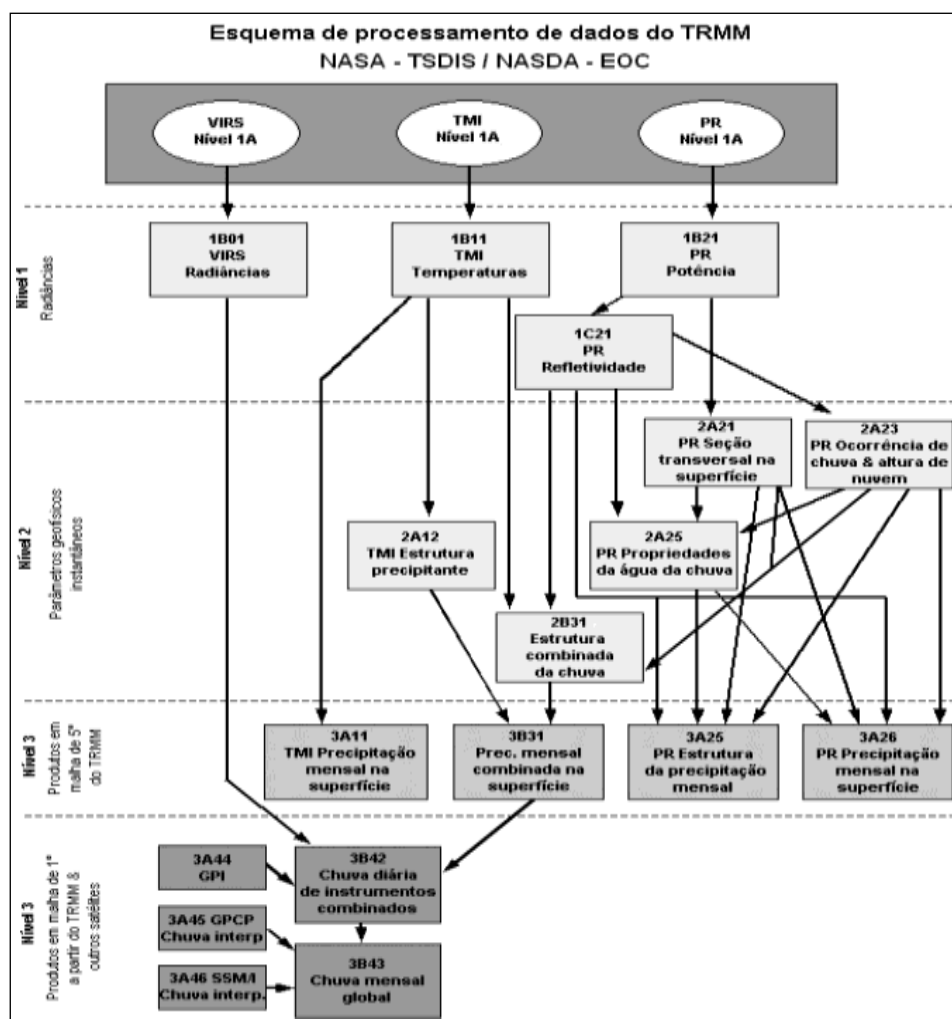 Esquema de processamento de dados do TRMM
NASA - TSDIS / NASDA - EOC
VIRS
Nível 1A
TMI
Nível 1A
PR
Nível 1A
Nível 1
Radiâncias
1B01
VIRS
Radiâncias
1B11
TMI
Temperaturas
1B21
PR
Potência
1C21
PR
Refletividade
Nível 2
Parâmetros geofísicos
instantâneos
2A21
PR Seção
transversal na
superfície
2A23
PR Ocorrência de
chuva & altura de
nuvem
2A12
TMI Estrutura
precipitante
2A25
PR Propriedades
da água da chuva
2B31
Estrutura
combinada
da chuva
Nível 3
Produtos em
malha de 5°
do TRMM
3A11
TMI Precipitação
mensal na
superfície
3B31
Prec. mensal
combinada na
superfície
3A25
PR Estrutura
da precipitação
mensal
3A26
PR Precipitação
mensal na
superfície
Nível 3
Produtos em malha de 1°
a partir do TRMM &
outros satélites
3A44
GPI
3B42
Chuva diária
de instrumentos
combinados
3A45 GPCP
Chuva interp
3A46 SSM/I
Chuva interp.
3B43
Chuva mensal
global